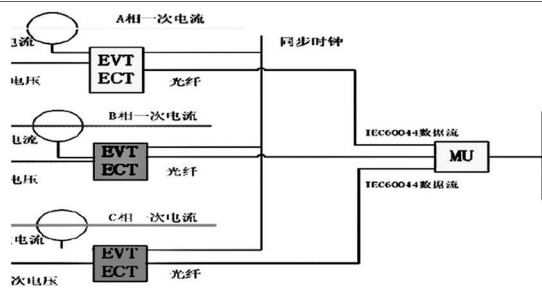 A相一次电流
电流
同步时钟
EVT
ECT
电压
光纤
B相一次电流
IEC60044数据流
电流
EVT
ECT
MU
电压
光纤
IEC60044数据流
C相一次电流
电流
EVT
ECT
次电压
光纤